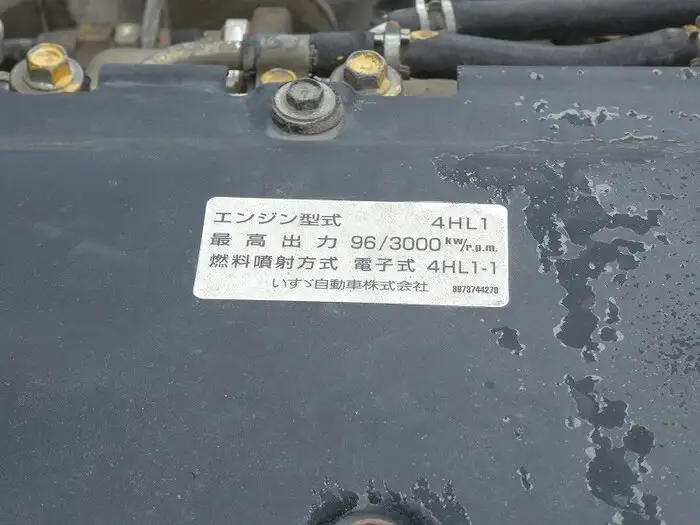 エンジン型式 4HL1
最高出力 96/3000 kW/r.p.m.
燃料噴射方式 電子式 4HL1-1
いすゞ自動車株式会社 8973744270